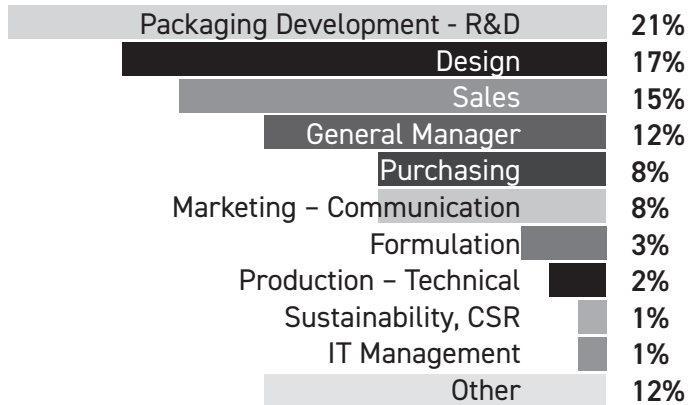 Packaging Development - R&D 21%
Design 17%
Sales 15%
General Manager 12%
Purchasing 8%
Marketing – Communication 8%
Formulation 3%
Production – Technical 2%
Sustainability, CSR 1%
IT Management 1%
Other 12%